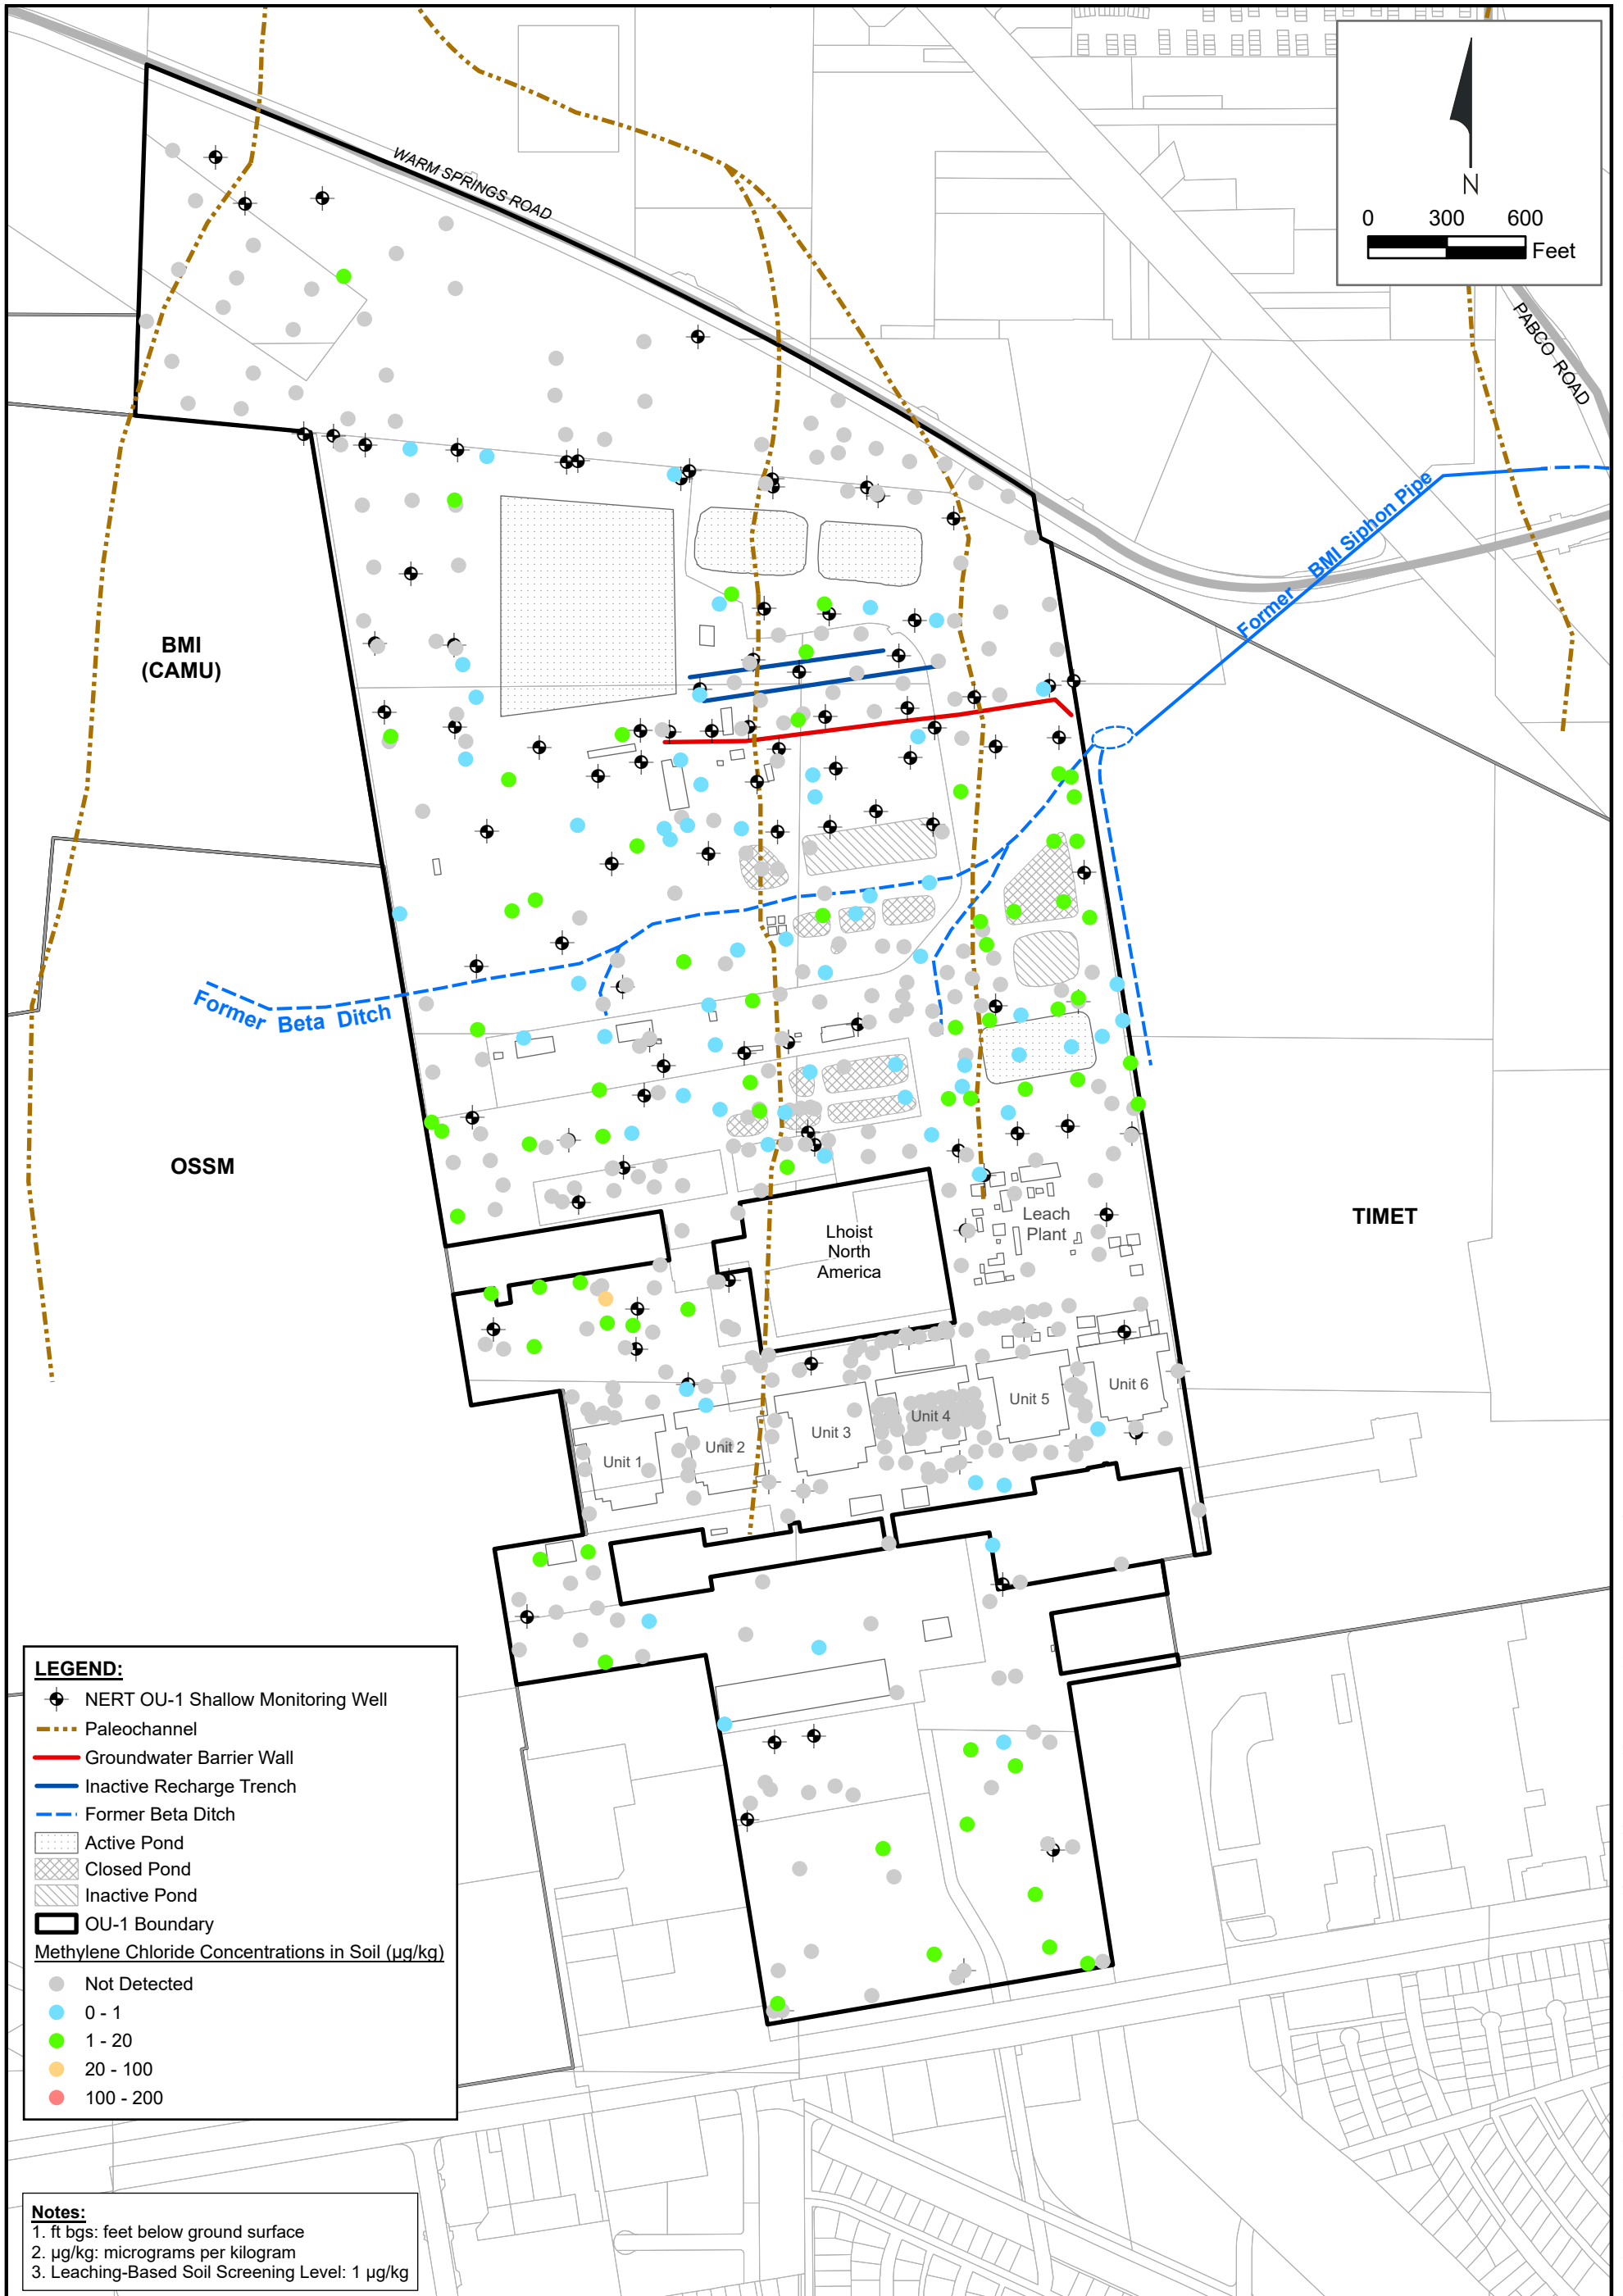 N
0 300 600
Feet
WARM SPRINGS ROAD
PABCO ROAD
Former BMI Siphon Pipe
BMI
(CAMU)
Former Beta Ditch
OSSM
TIMET
Lhoist
North
America
Leach
Plant
Unit 1
Unit 2
Unit 3
Unit 4
Unit 5
Unit 6
LEGEND:
NERT OU-1 Shallow Monitoring Well
Paleochannel
Groundwater Barrier Wall
Inactive Recharge Trench
Former Beta Ditch
Active Pond
Closed Pond
Inactive Pond
OU-1 Boundary
Methylene Chloride Concentrations in Soil (µg/kg)
Not Detected
0 - 1
1 - 20
20 - 100
100 - 200
Notes:
1. ft bgs: feet below ground surface
2. µg/kg: micrograms per kilogram
3. Leaching-Based Soil Screening Level: 1 µg/kg